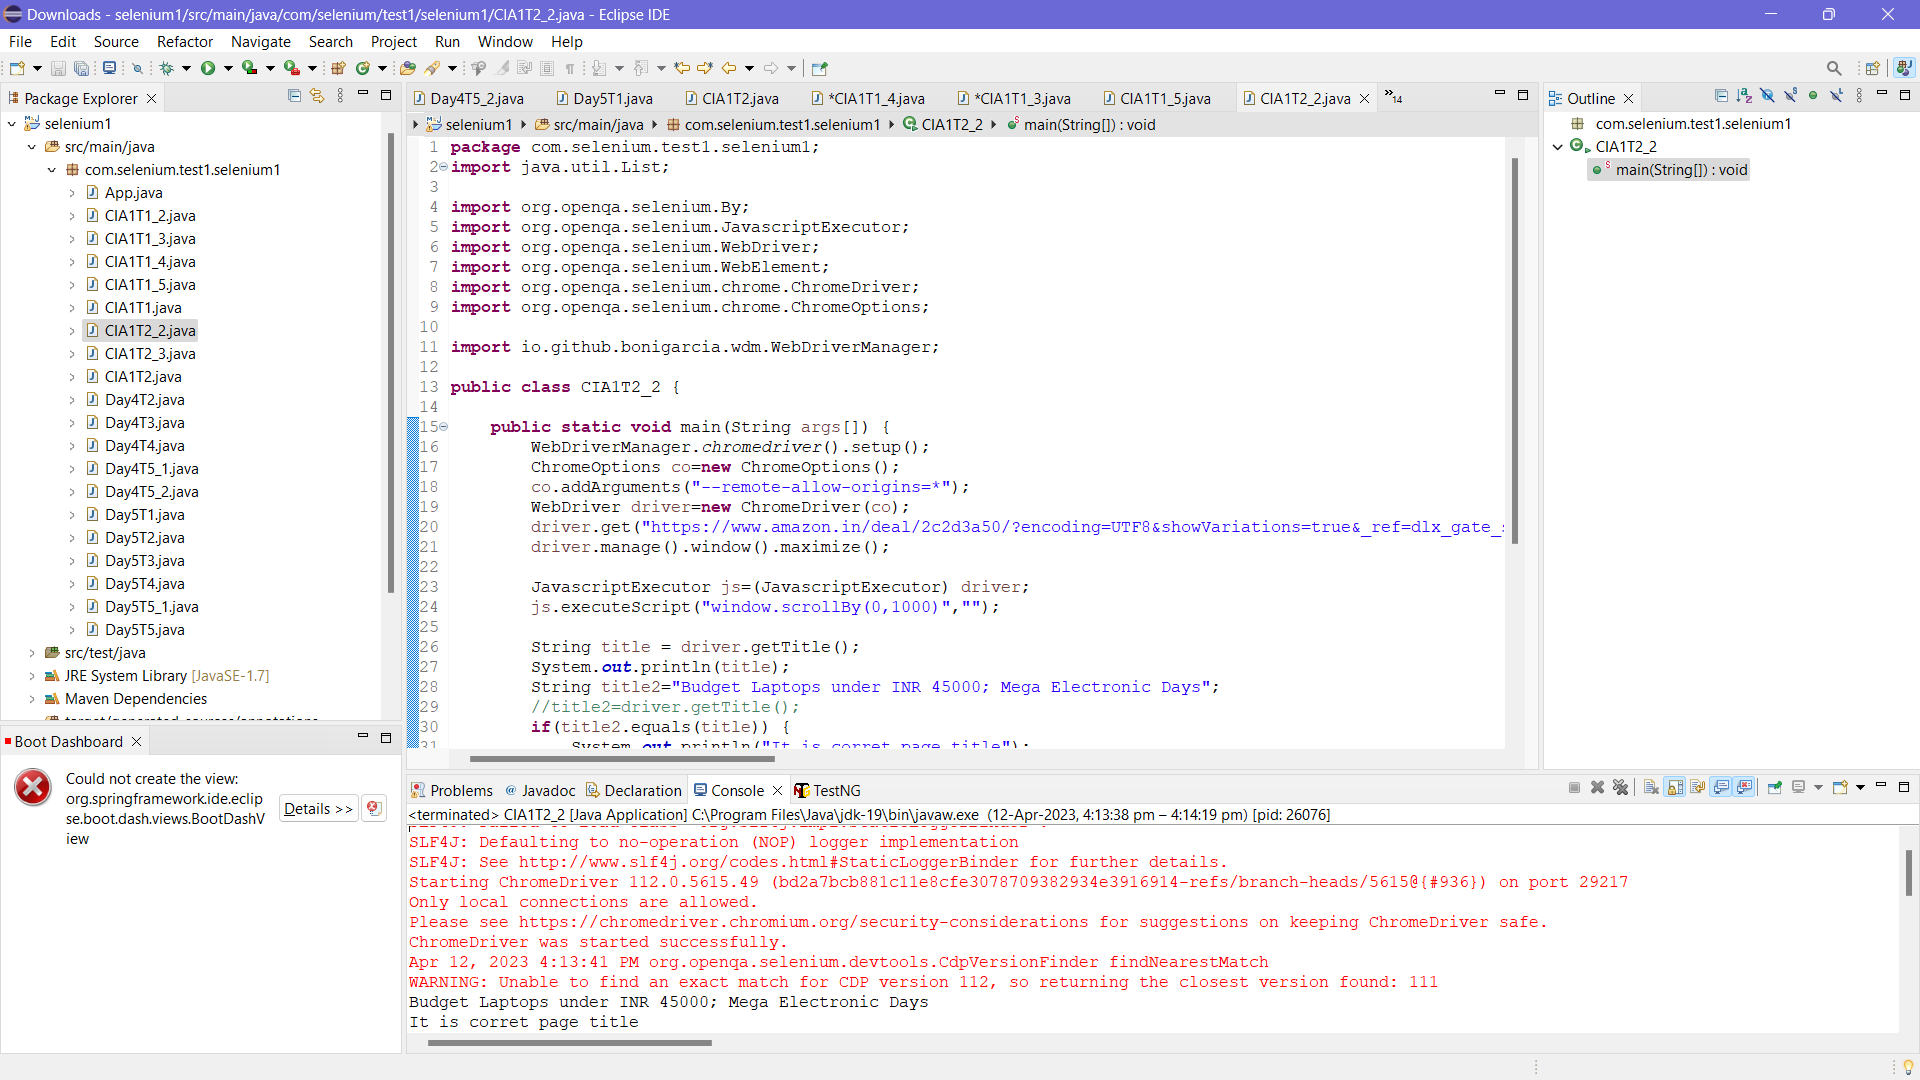 Downloads - selenium1/src/main/java/com/selenium/test1/selenium1/CIA1T2_2.java - Eclipse IDE
File Edit Source Refactor Navigate Search Project Run Window Help
Package Explorer
selenium1
src/main/java
com.selenium.test1.selenium1
App.java
CIA1T1_2.java
CIA1T1_3.java
CIA1T1_4.java
CIA1T1_5.java
CIA1T1.java
CIA1T2_2.java
CIA1T2_3.java
CIA1T2.java
Day4T2.java
Day4T3.java
Day4T4.java
Day4T5_1.java
Day4T5_2.java
Day5T1.java
Day5T2.java
Day5T3.java
Day5T4.java
Day5T5_1.java
Day5T5.java
src/test/java
JRE System Library [JavaSE-1.7]
Maven Dependencies
target/generated-sources/annotations
Boot Dashboard
Could not create the view:
org.springframework.ide.eclip
se.boot.dash.views.BootDashV
iew
Details >>
Day4T5_2.java Day5T1.java CIA1T2.java *CIA1T1_4.java *CIA1T1_3.java CIA1T1_5.java CIA1T2_2.java »14
selenium1 src/main/java com.selenium.test1.selenium1 CIA1T2_2 main(String[]) : void
1 package com.selenium.test1.selenium1;
2 import java.util.List;
3
4 import org.openqa.selenium.By;
5 import org.openqa.selenium.JavascriptExecutor;
6 import org.openqa.selenium.WebDriver;
7 import org.openqa.selenium.WebElement;
8 import org.openqa.selenium.chrome.ChromeDriver;
9 import org.openqa.selenium.chrome.ChromeOptions;
10
11 import io.github.bonigarcia.wdm.WebDriverManager;
12
13 public class CIA1T2_2 {
14
15 public static void main(String args[]) {
16 WebDriverManager.chromedriver().setup();
17 ChromeOptions co=new ChromeOptions();
18 co.addArguments("--remote-allow-origins=*");
19 WebDriver driver=new ChromeDriver(co);
20 driver.get("https://www.amazon.in/deal/2c2d3a50/?encoding=UTF8&showVariations=true&_ref=dlx_gate_s
21 driver.manage().window().maximize();
22
23 JavascriptExecutor js=(JavascriptExecutor) driver;
24 js.executeScript("window.scrollBy(0,1000)","");
25
26 String title = driver.getTitle();
27 System.out.println(title);
28 String title2="Budget Laptops under INR 45000; Mega Electronic Days";
29 //title2=driver.getTitle();
30 if(title2.equals(title)) {
31 System.out.println("It is corret page title");
Outline
com.selenium.test1.selenium1
CIA1T2_2
main(String[]) : void
Problems Javadoc Declaration Console TestNG
<terminated> CIA1T2_2 [Java Application] C:\Program Files\Java\jdk-19\bin\javaw.exe (12-Apr-2023, 4:13:38 pm – 4:14:19 pm) [pid: 26076]
SLF4J: Defaulting to no-operation (NOP) logger implementation
SLF4J: See http://www.slf4j.org/codes.html#StaticLoggerBinder for further details.
Starting ChromeDriver 112.0.5615.49 (bd2a7bcb881c11e8cfe3078709382934e3916914-refs/branch-heads/5615@{#936}) on port 29217
Only local connections are allowed.
Please see https://chromedriver.chromium.org/security-considerations for suggestions on keeping ChromeDriver safe.
ChromeDriver was started successfully.
Apr 12, 2023 4:13:41 PM org.openqa.selenium.devtools.CdpVersionFinder findNearestMatch
WARNING: Unable to find an exact match for CDP version 112, so returning the closest version found: 111
Budget Laptops under INR 45000; Mega Electronic Days
It is corret page title